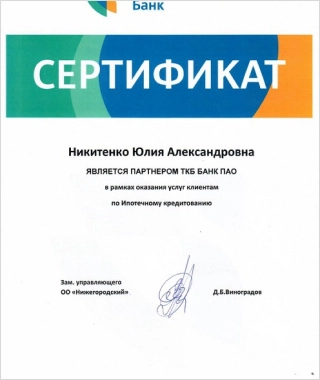 Банк
СЕРТИФИКАТ
Никитенко Юлия Александровна
ЯВЛЯЕТСЯ ПАРТНЕРОМ ТКБ БАНК ПАО
в рамках оказания услуг клиентам
по Ипотечному кредитованию
Зам. управляющего
ОО «Нижегородский»
Д.Б.Виноградов